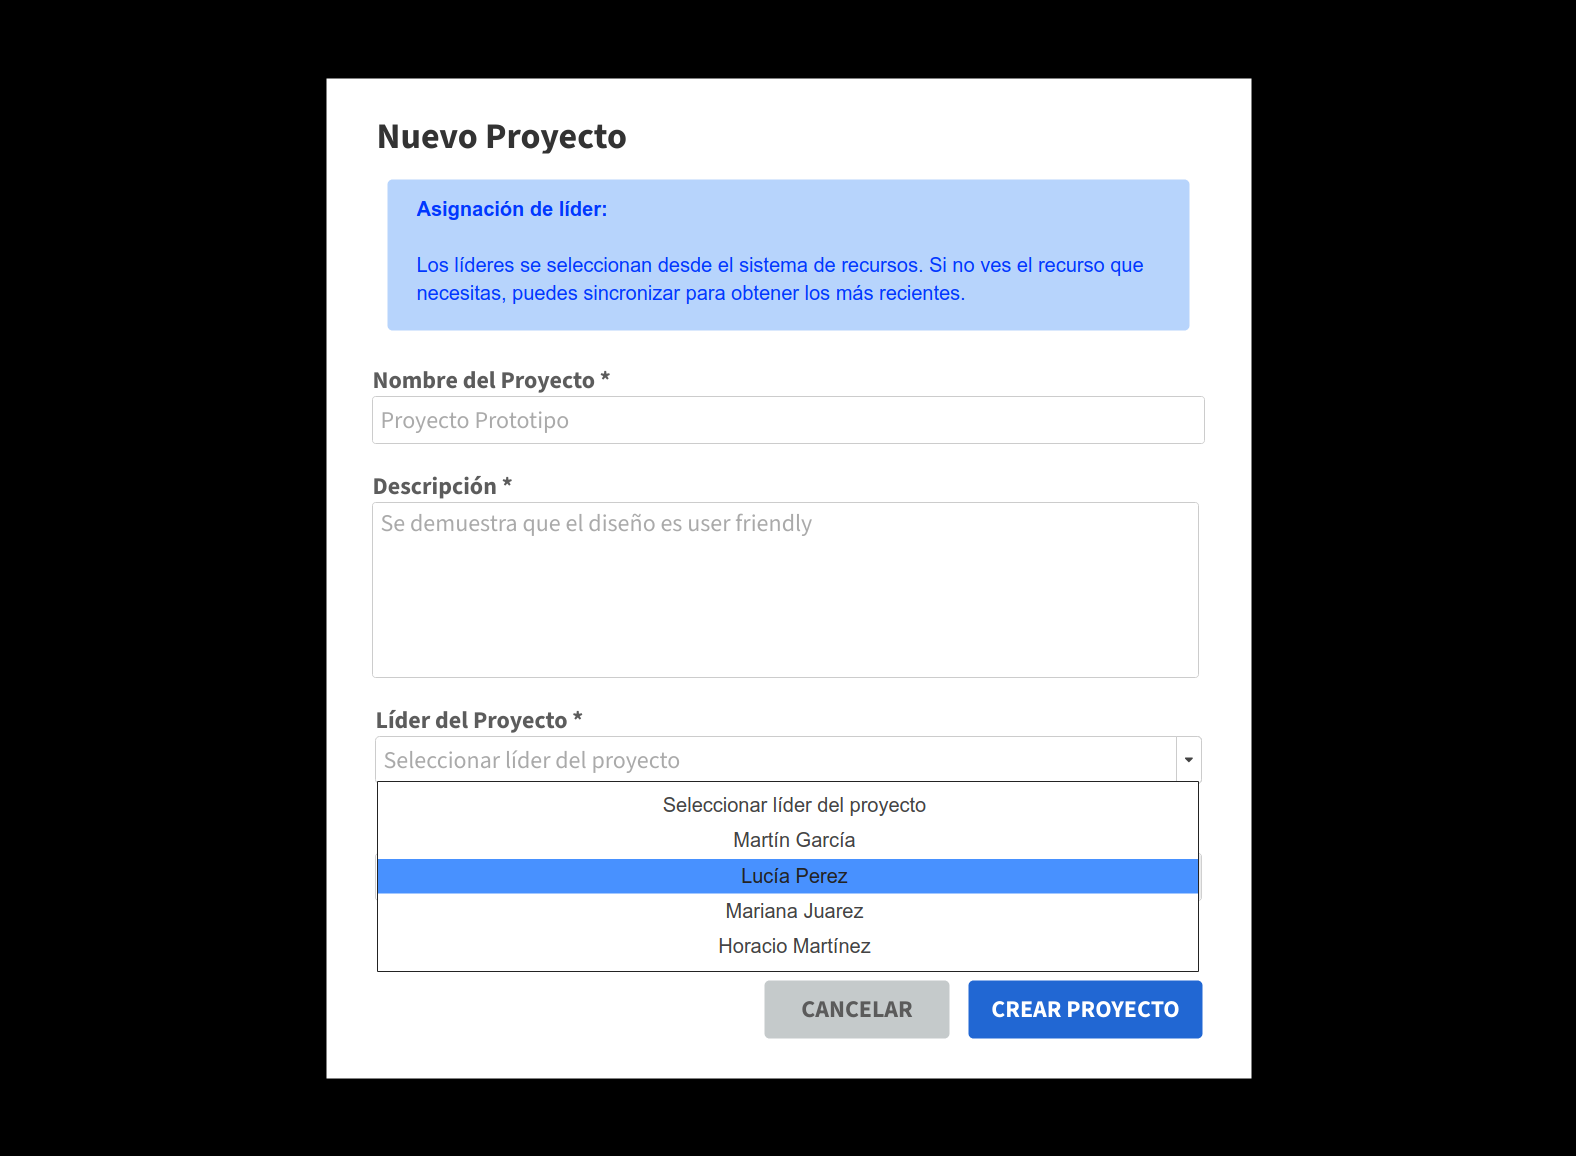 Nuevo Proyecto
Asignación de líder:
Los líderes se seleccionan desde el sistema de recursos. Si no ves el recurso que
necesitas, puedes sincronizar para obtener los más recientes.
Nombre del Proyecto *
Proyecto Prototipo
Descripción *
Se demuestra que el diseño es user friendly
Líder del Proyecto *
Seleccionar líder del proyecto
Seleccionar líder del proyecto
Martín García
Lucía Perez
Mariana Juarez
Horacio Martínez
CANCELAR
CREAR PROYECTO